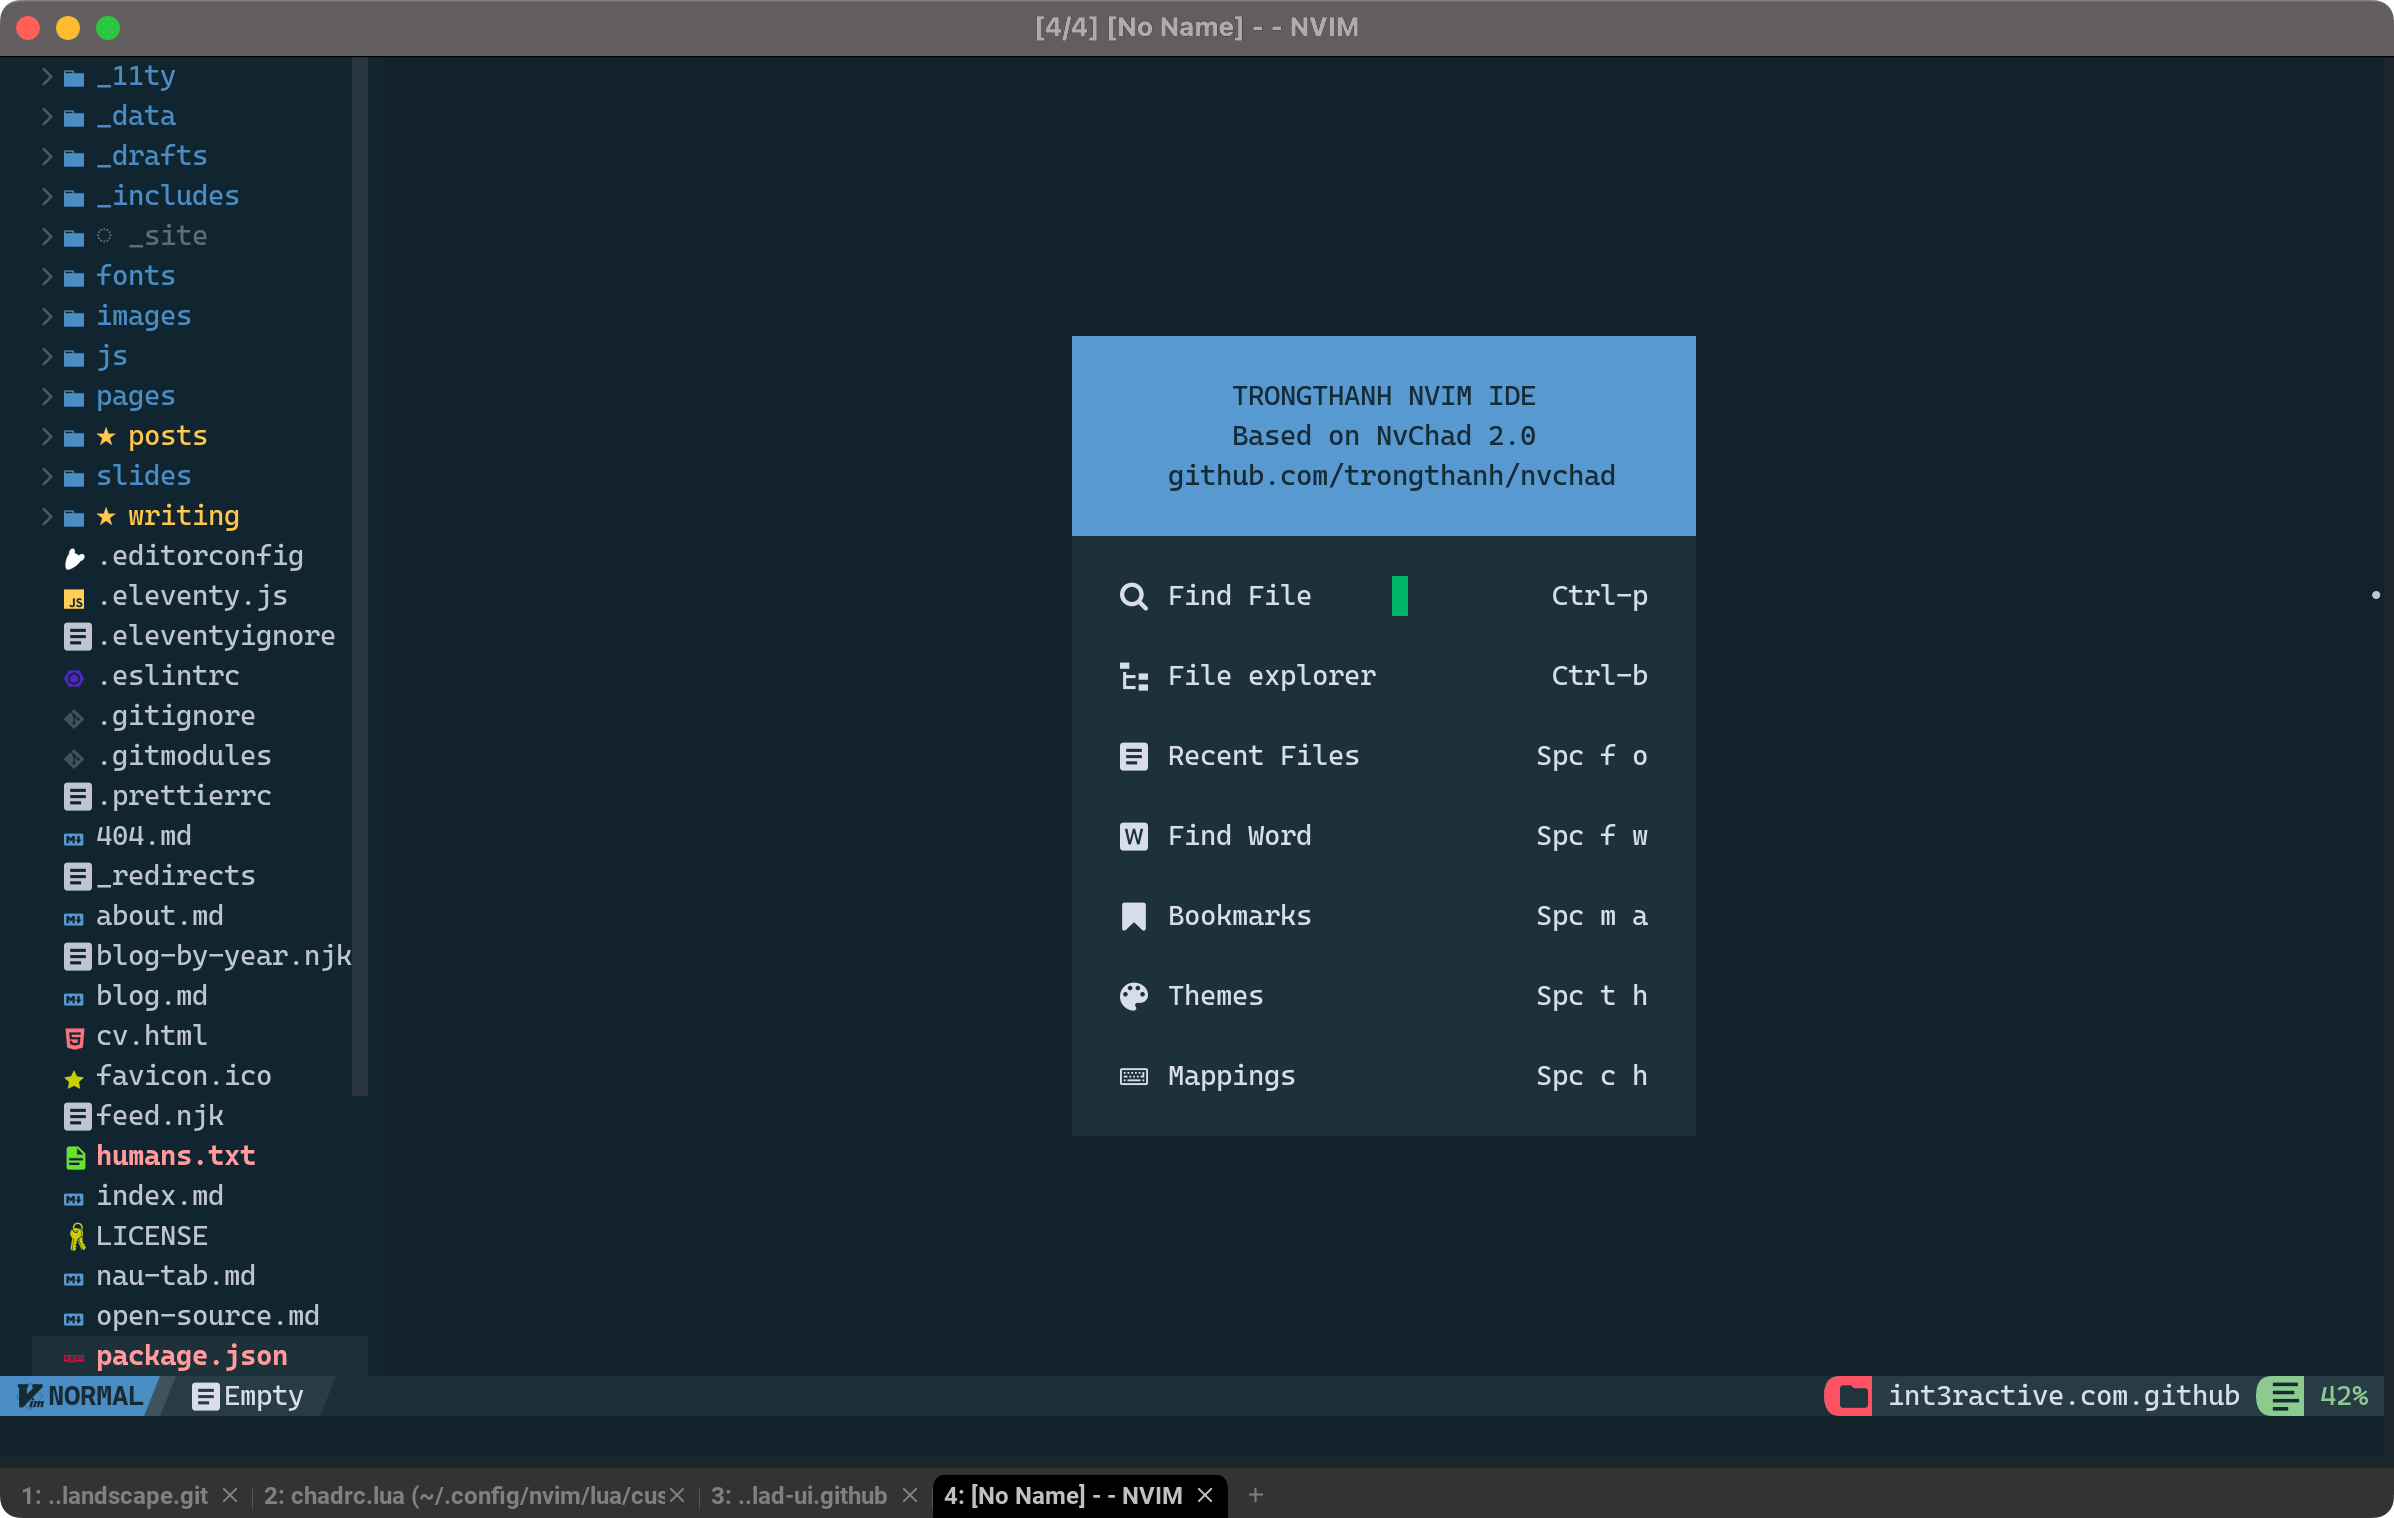 [4/4] [No Name] - - NVIM
_11ty
_data
_drafts
_includes
_site
fonts
images
js
pages
★ posts
slides
★ writing
.editorconfig
.eleventy.js
.eleventyignore
.eslintrc
.gitignore
.gitmodules
.prettierrc
404.md
_redirects
about.md
blog-by-year.njk
blog.md
cv.html
favicon.ico
feed.njk
humans.txt
index.md
LICENSE
nau-tab.md
open-source.md
package.json
TRONGTHANH NVIM IDE
Based on NvChad 2.0
github.com/trongthanh/nvchad
Find File Ctrl-p
File explorer Ctrl-b
Recent Files Spc f o
Find Word Spc f w
Bookmarks Spc m a
Themes Spc t h
Mappings Spc c h
NORMAL Empty int3ractive.com.github 42%
1: ..landscape.git 2: chadrc.lua (~/.config/nvim/lua/cus 3: ..lad-ui.github 4: [No Name] - - NVIM